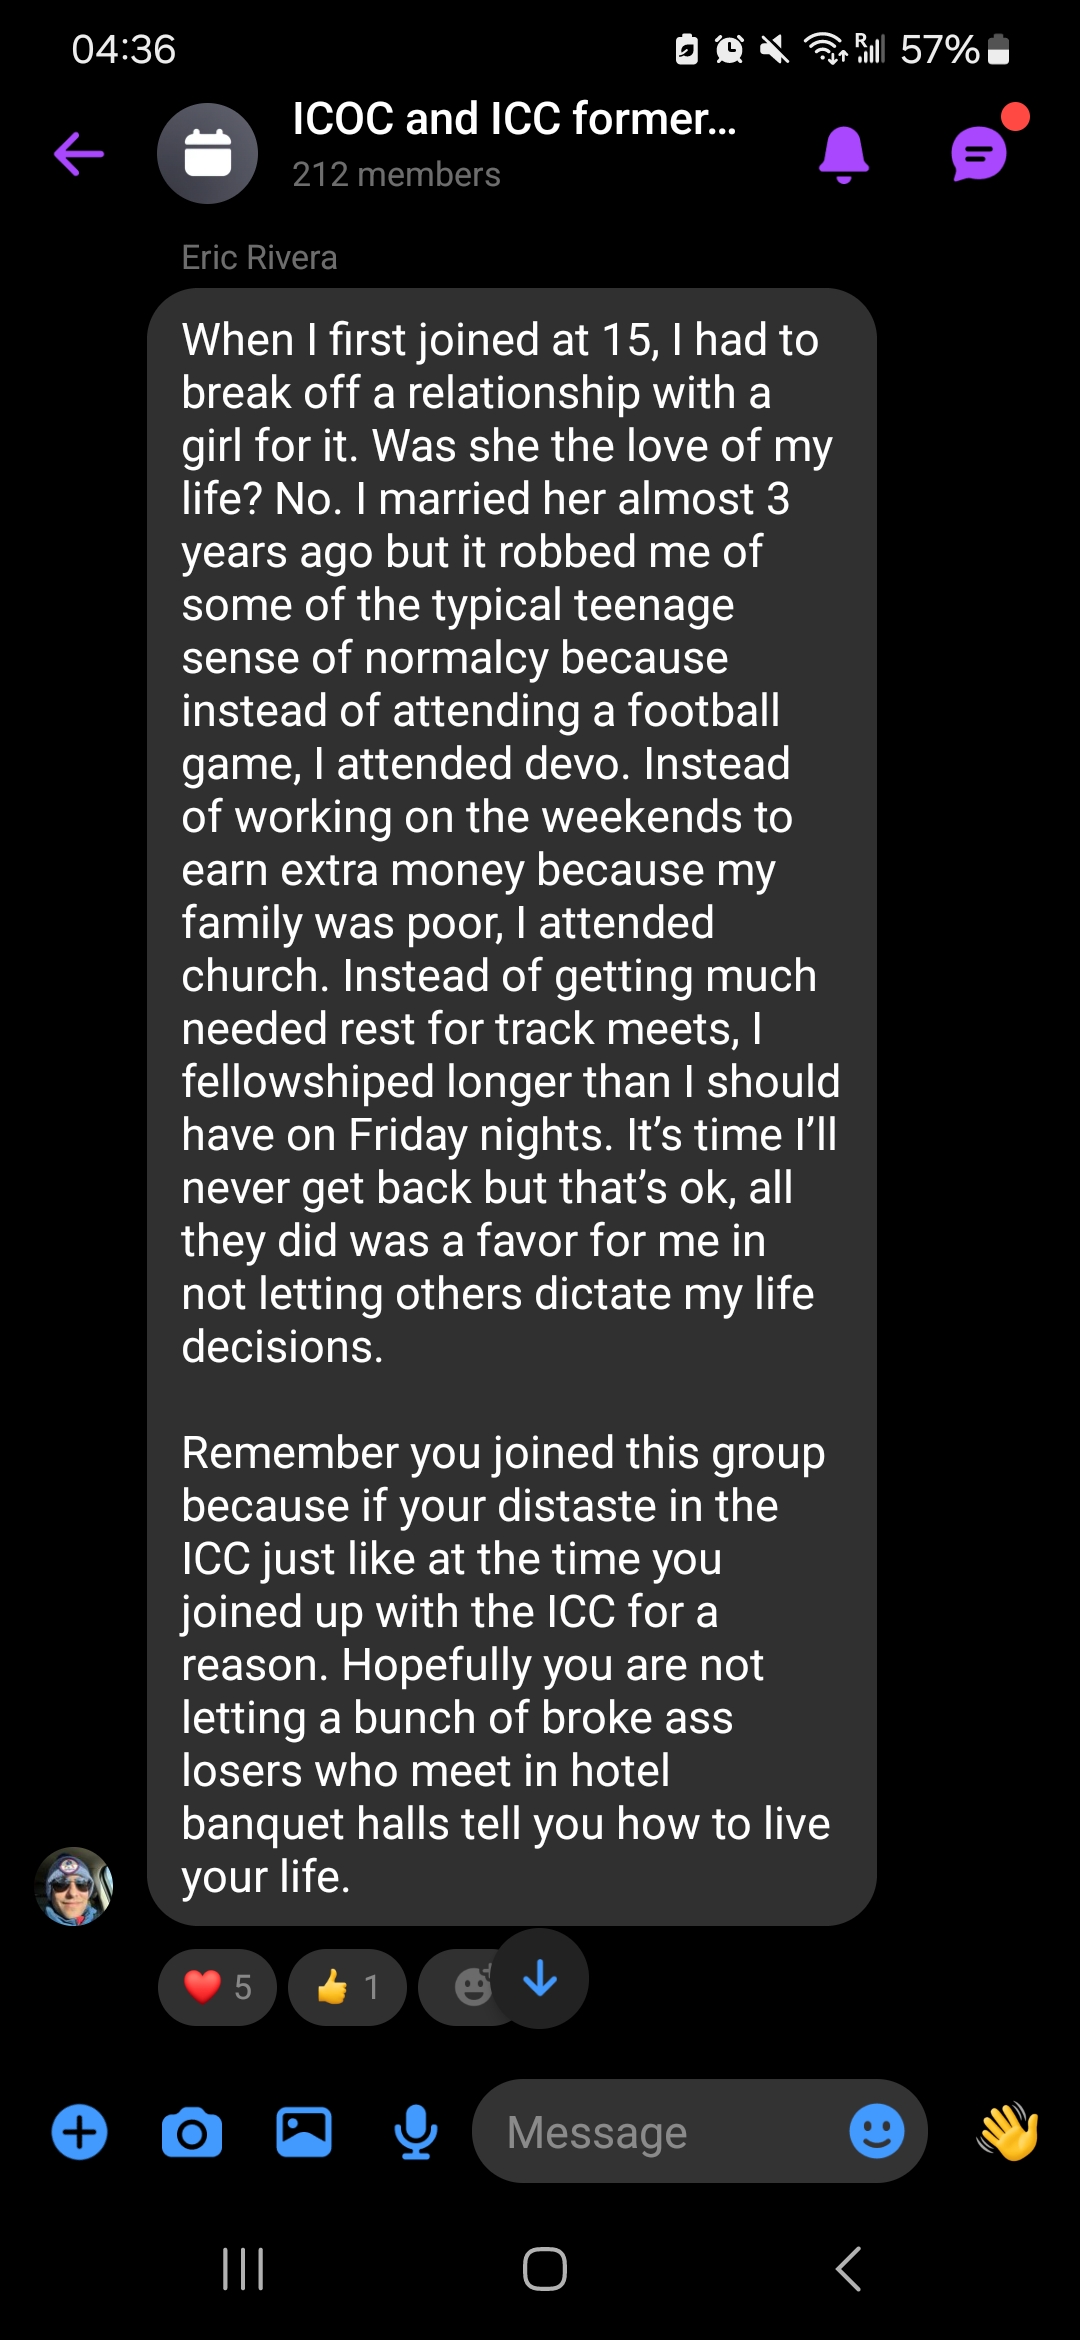 04:36
57%
ICOC and ICC former...
212 members
Eric Rivera
When I first joined at 15, I had to
break off a relationship with a
girl for it. Was she the love of my
life? No. I married her almost 3
years ago but it robbed me of
some of the typical teenage
sense of normalcy because
instead of attending a football
game, I attended devo. Instead
of working on the weekends to
earn extra money because my
family was poor, I attended
church. Instead of getting much
needed rest for track meets, I
fellowshiped longer than I should
have on Friday nights. It’s time I’ll
never get back but that’s ok, all
they did was a favor for me in
not letting others dictate my life
decisions.
Remember you joined this group
because if your distaste in the
ICC just like at the time you
joined up with the ICC for a
reason. Hopefully you are not
letting a bunch of broke ass
losers who meet in hotel
banquet halls tell you how to live
your life.
❤️ 5 👍 1
Message